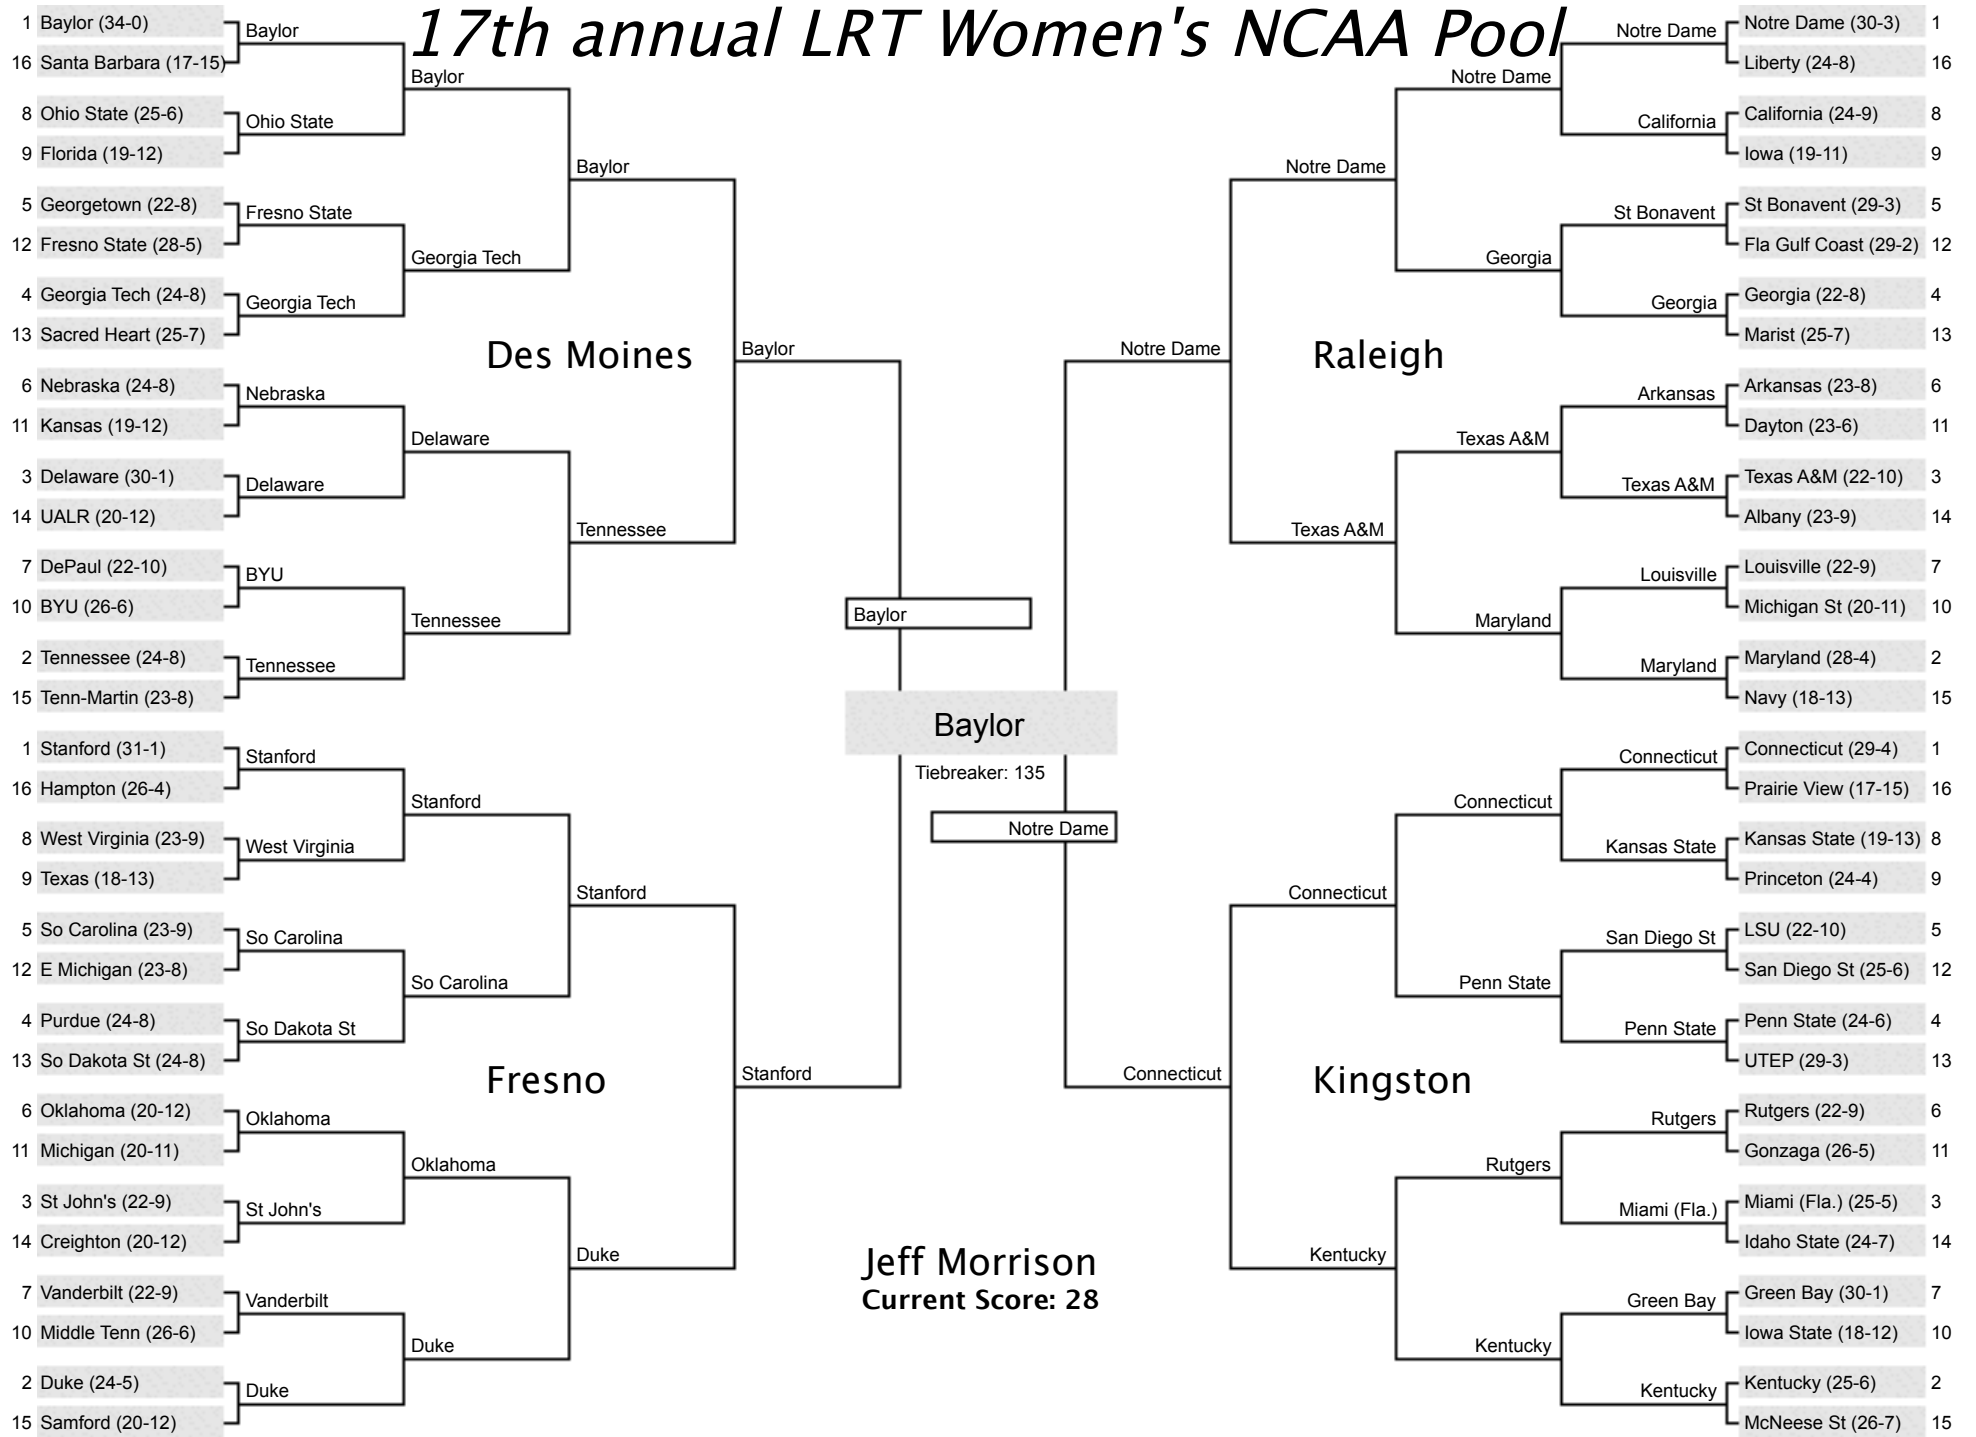 17th annual LRT Women's NCAA Pool
1 Baylor (34-0)
16 Santa Barbara (17-15)
8 Ohio State (25-6)
9 Florida (19-12)
5 Georgetown (22-8)
12 Fresno State (28-5)
4 Georgia Tech (24-8)
13 Sacred Heart (25-7)
6 Nebraska (24-8)
11 Kansas (19-12)
3 Delaware (30-1)
14 UALR (20-12)
7 DePaul (22-10)
10 BYU (26-6)
2 Tennessee (24-8)
15 Tenn-Martin (23-8)
Baylor
Ohio State
Fresno State
Georgia Tech
Nebraska
Delaware
BYU
Tennessee
Baylor
Georgia Tech
Delaware
Tennessee
Baylor
Tennessee
Des Moines
Baylor
1 Stanford (31-1)
16 Hampton (26-4)
8 West Virginia (23-9)
9 Texas (18-13)
5 So Carolina (23-9)
12 E Michigan (23-8)
4 Purdue (24-8)
13 So Dakota St (24-8)
6 Oklahoma (20-12)
11 Michigan (20-11)
3 St John's (22-9)
14 Creighton (20-12)
7 Vanderbilt (22-9)
10 Middle Tenn (26-6)
2 Duke (24-5)
15 Samford (20-12)
Stanford
West Virginia
So Carolina
So Dakota St
Oklahoma
St John's
Vanderbilt
Duke
Stanford
So Carolina
Oklahoma
Duke
Stanford
Duke
Fresno
Stanford
Baylor
Baylor
Tiebreaker: 135
Notre Dame
Jeff Morrison
Current Score: 28
Notre Dame (30-3) 1
Liberty (24-8) 16
California (24-9) 8
Iowa (19-11) 9
St Bonavent (29-3) 5
Fla Gulf Coast (29-2) 12
Georgia (22-8) 4
Marist (25-7) 13
Arkansas (23-8) 6
Dayton (23-6) 11
Texas A&M (22-10) 3
Albany (23-9) 14
Louisville (22-9) 7
Michigan St (20-11) 10
Maryland (28-4) 2
Navy (18-13) 15
Notre Dame
California
St Bonavent
Georgia
Arkansas
Texas A&M
Louisville
Maryland
Notre Dame
Georgia
Texas A&M
Maryland
Notre Dame
Texas A&M
Raleigh
Notre Dame
Connecticut (29-4) 1
Prairie View (17-15) 16
Kansas State (19-13) 8
Princeton (24-4) 9
LSU (22-10) 5
San Diego St (25-6) 12
Penn State (24-6) 4
UTEP (29-3) 13
Rutgers (22-9) 6
Gonzaga (26-5) 11
Miami (Fla.) (25-5) 3
Idaho State (24-7) 14
Green Bay (30-1) 7
Iowa State (18-12) 10
Kentucky (25-6) 2
McNeese St (26-7) 15
Connecticut
Kansas State
San Diego St
Penn State
Rutgers
Miami (Fla.)
Green Bay
Kentucky
Connecticut
Penn State
Rutgers
Kentucky
Connecticut
Kentucky
Kingston
Connecticut